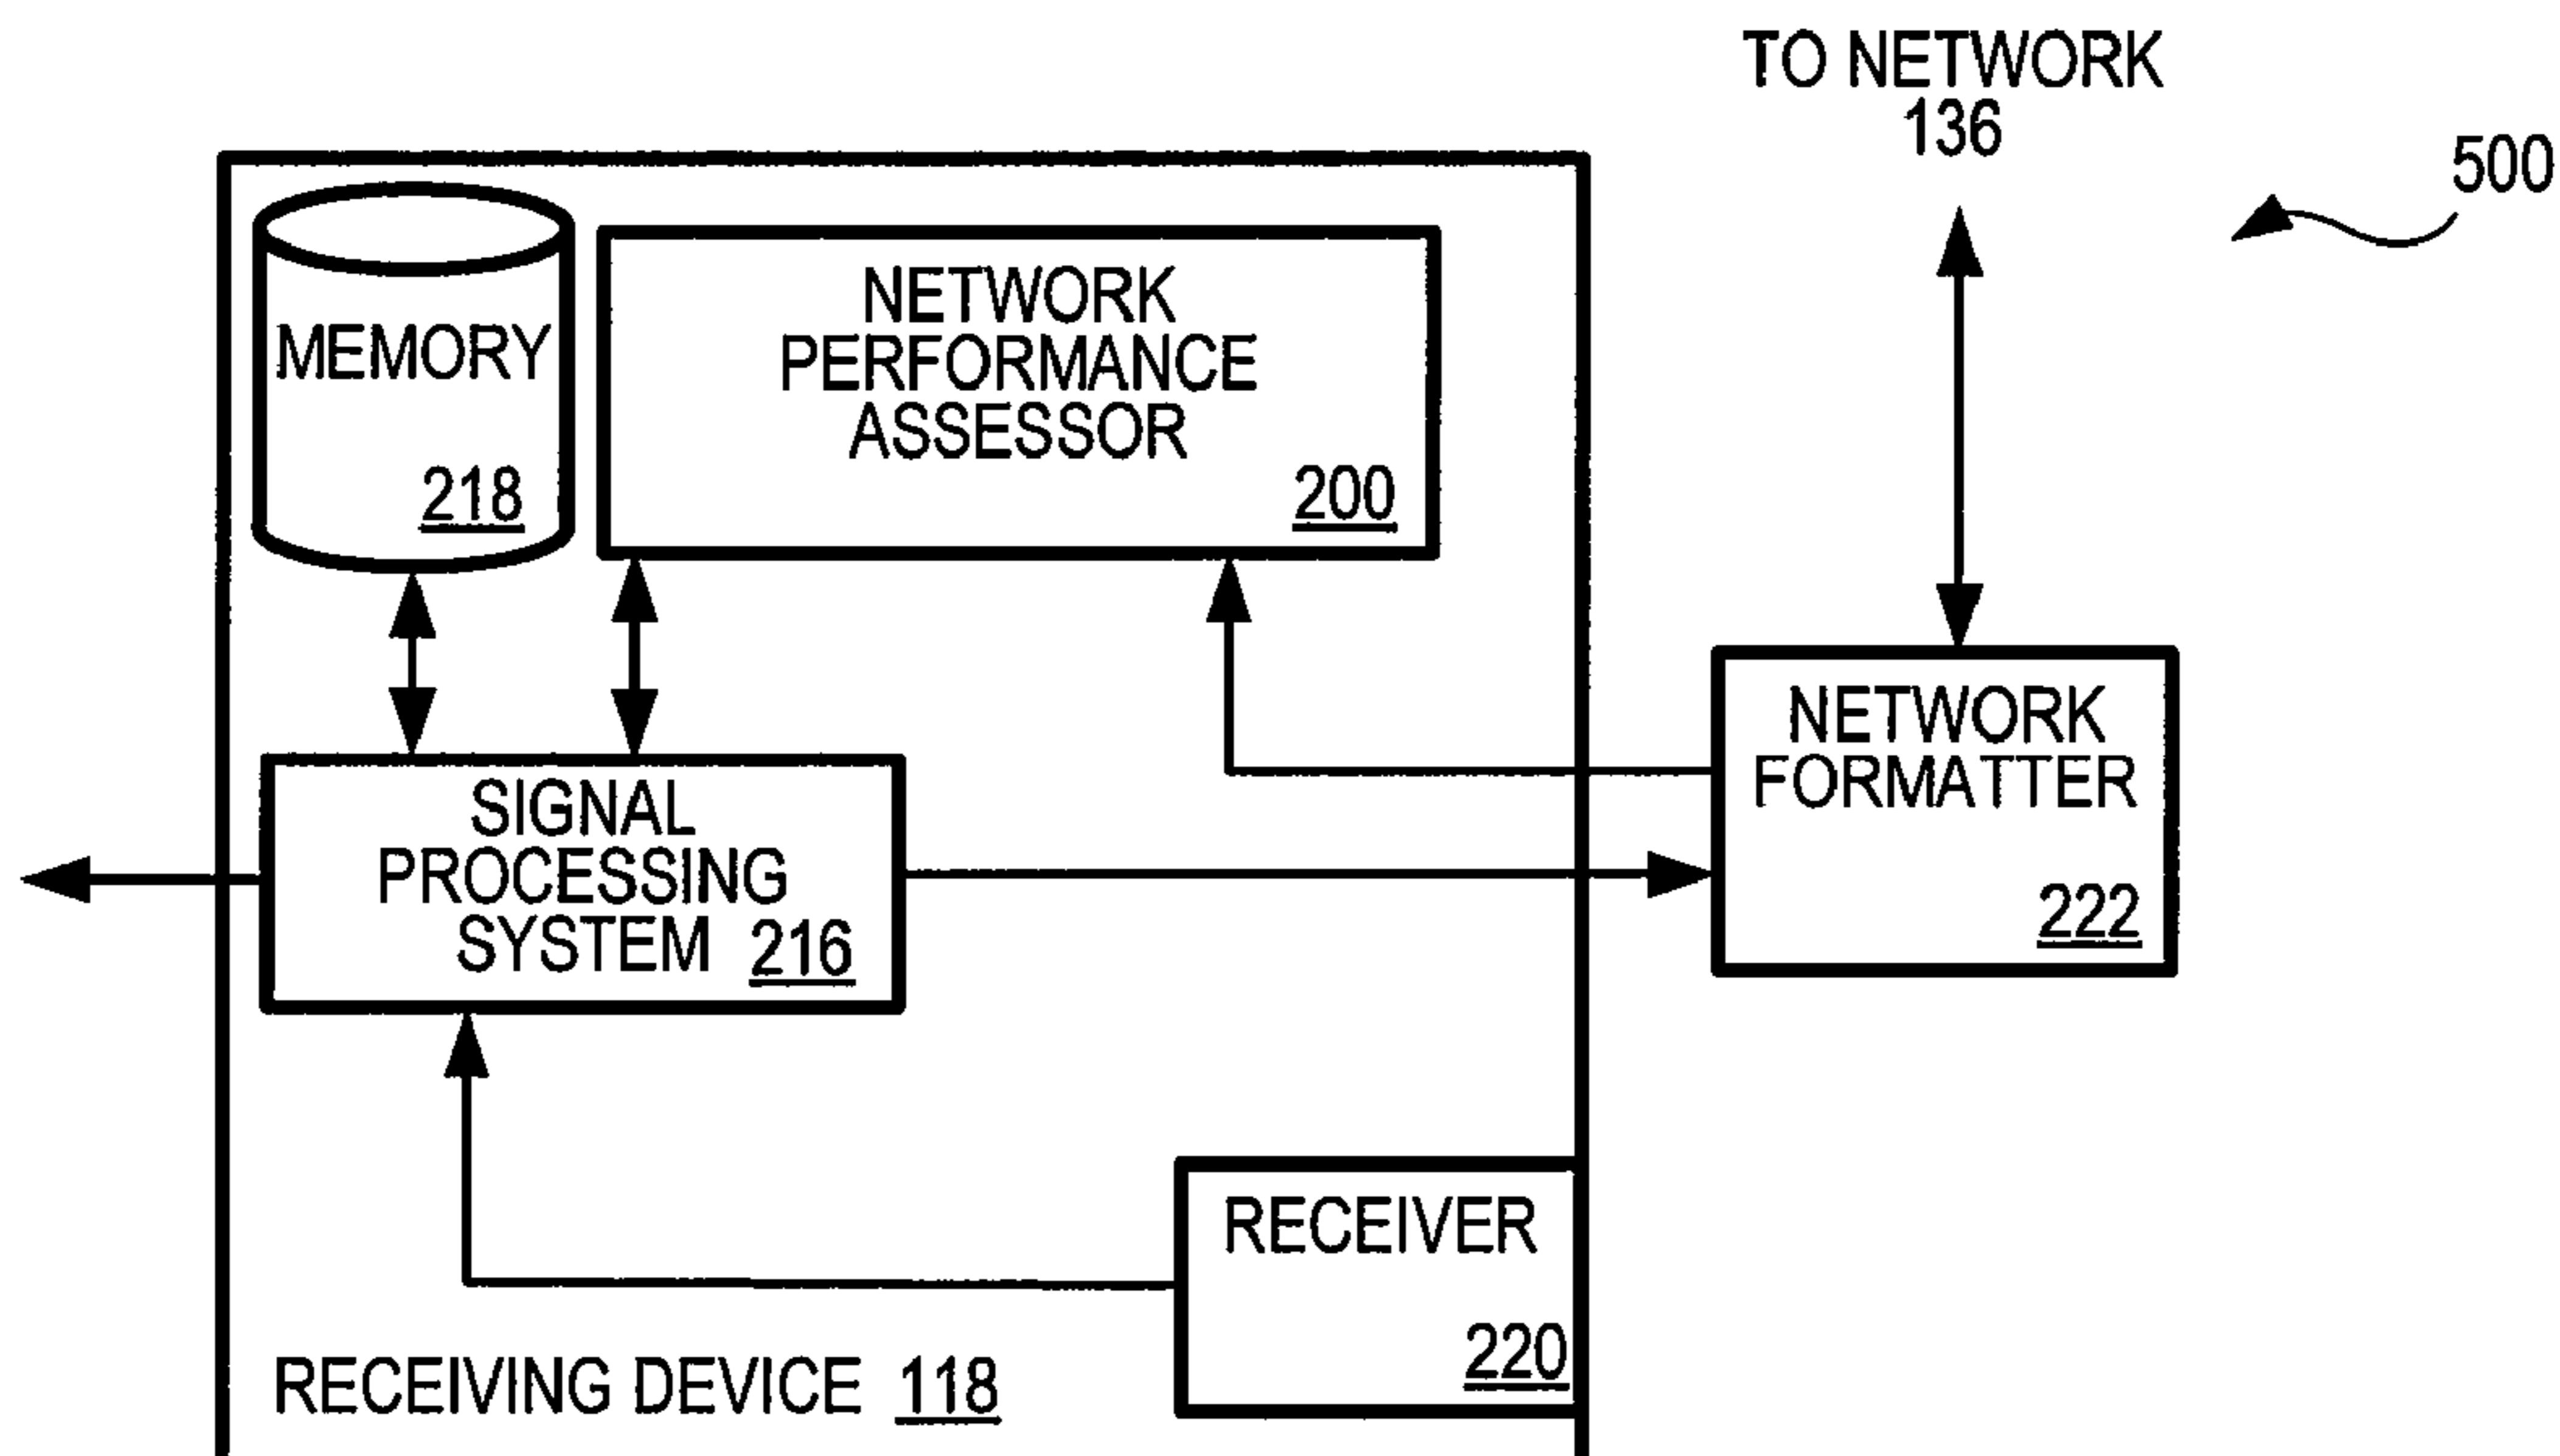 TO NETWORK
136
500
MEMORY
218
NETWORK
PERFORMANCE
ASSESSOR
200
NETWORK
FORMATTER
222
SIGNAL
PROCESSING
SYSTEM 216
RECEIVER
220
RECEIVING DEVICE 118